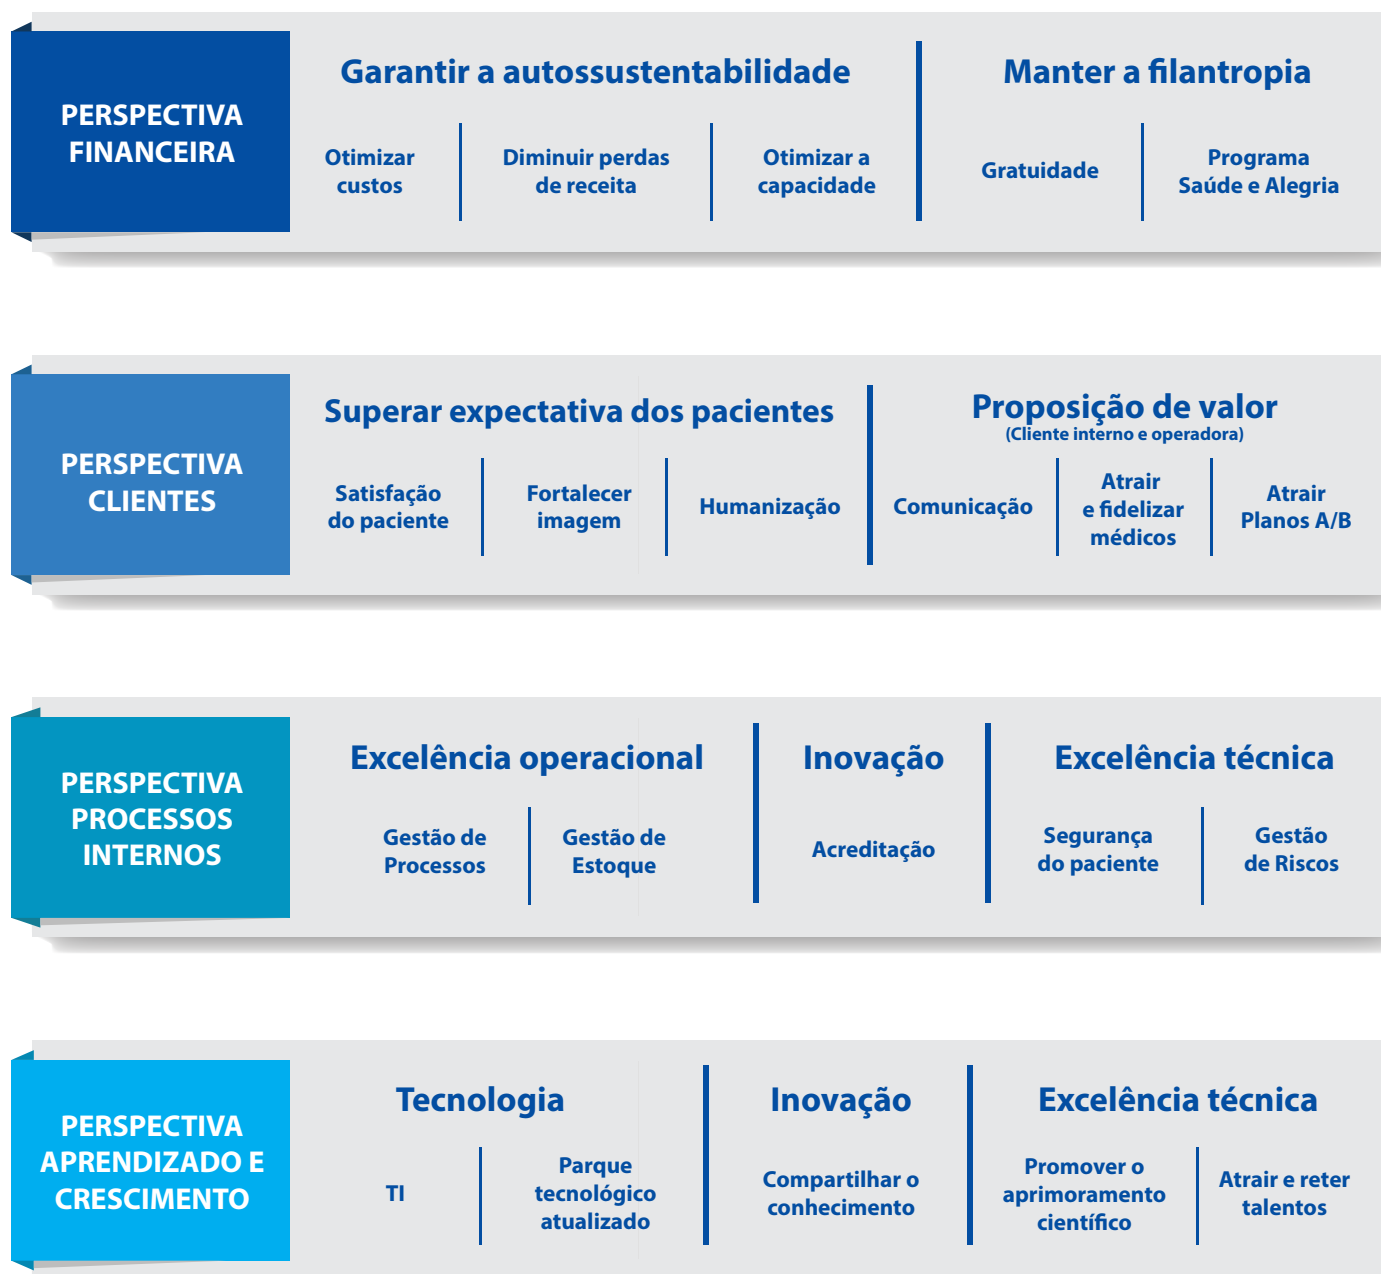 PERSPECTIVA
FINANCEIRA
Garantir a autossustentabilidade
Otimizar
custos
Diminuir perdas
de receita
Otimizar a
capacidade
Manter a filantropia
Gratuidade
Programa
Saúde e Alegria
PERSPECTIVA
CLIENTES
Superar expectativa dos pacientes
Satisfação
do paciente
Fortalecer
imagem
Humanização
Proposição de valor
(Cliente interno e operadora)
Comunicação
Atrair
e fidelizar
médicos
Atrair
Planos A/B
PERSPECTIVA
PROCESSOS
INTERNOS
Excelência operacional
Gestão de
Processos
Gestão de
Estoque
Inovação
Acreditação
Excelência técnica
Segurança
do paciente
Gestão
de Riscos
PERSPECTIVA
APRENDIZADO E
CRESCIMENTO
Tecnologia
TI
Parque
tecnológico
atualizado
Inovação
Compartilhar o
conhecimento
Excelência técnica
Promover o
aprimoramento
científico
Atrair e reter
talentos